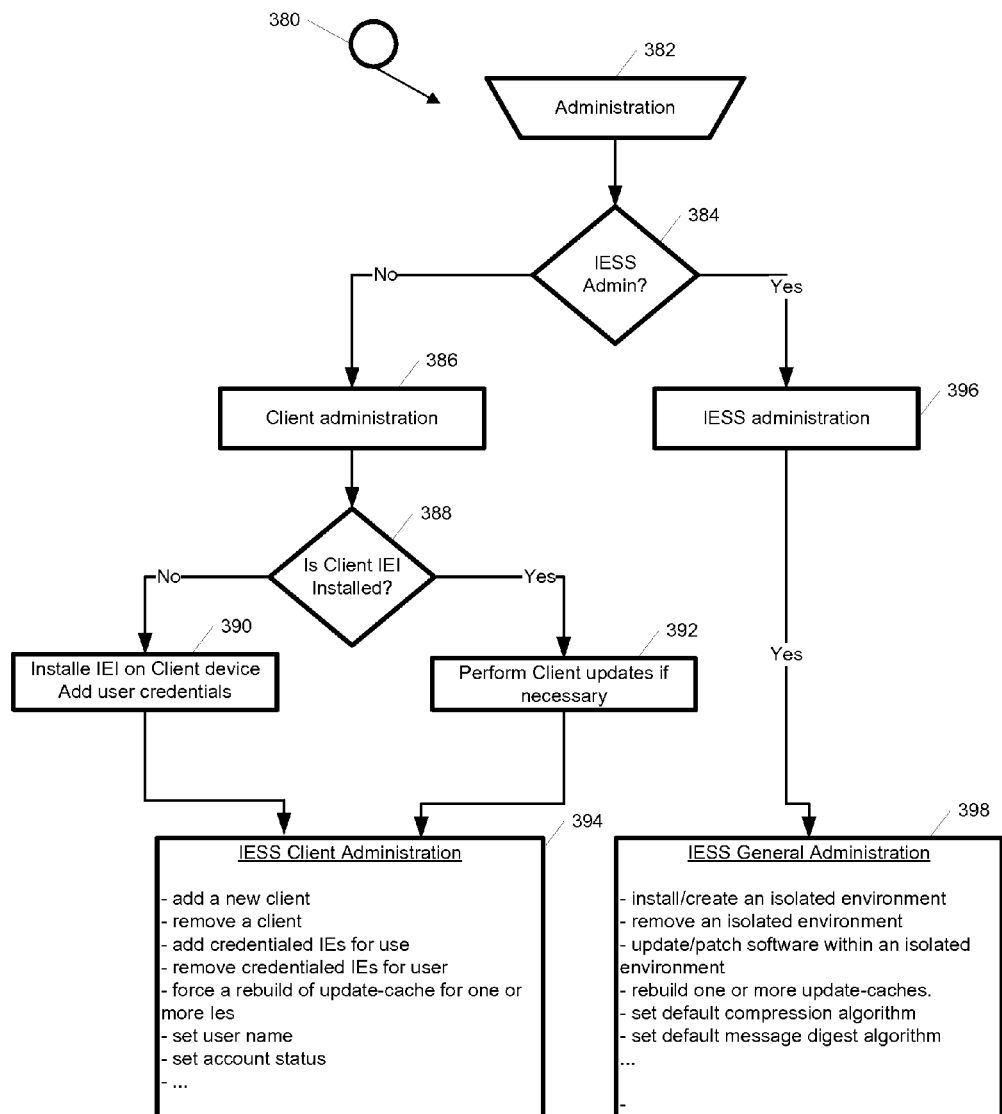 380
382
Administration
384
IESS
Admin?
No
Yes
386
Client administration
396
IESS administration
388
Is Client IEI
Installed?
No
Yes
390
Installe IEI on Client device
Add user credentials
392
Perform Client updates if
necessary
Yes
394
IESS Client Administration
- add a new client
- remove a client
- add credentialed IEs for use
- remove credentialed IEs for user
- force a rebuild of update-cache for one or
more Ies
- set user name
- set account status
- ...
398
IESS General Administration
- install/create an isolated environment
- remove an isolated environment
- update/patch software within an isolated
environment
- rebuild one or more update-caches.
- set default compression algorithm
- set default message digest algorithm
...
-